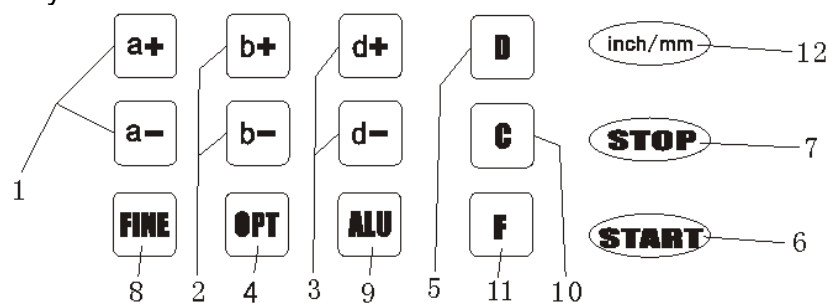 a+ b+ d+ D inch/mm 12
a- b- d- C STOP 7
1
FINE OPT ALU F START 6
8 2 4 3 9 5 11 10